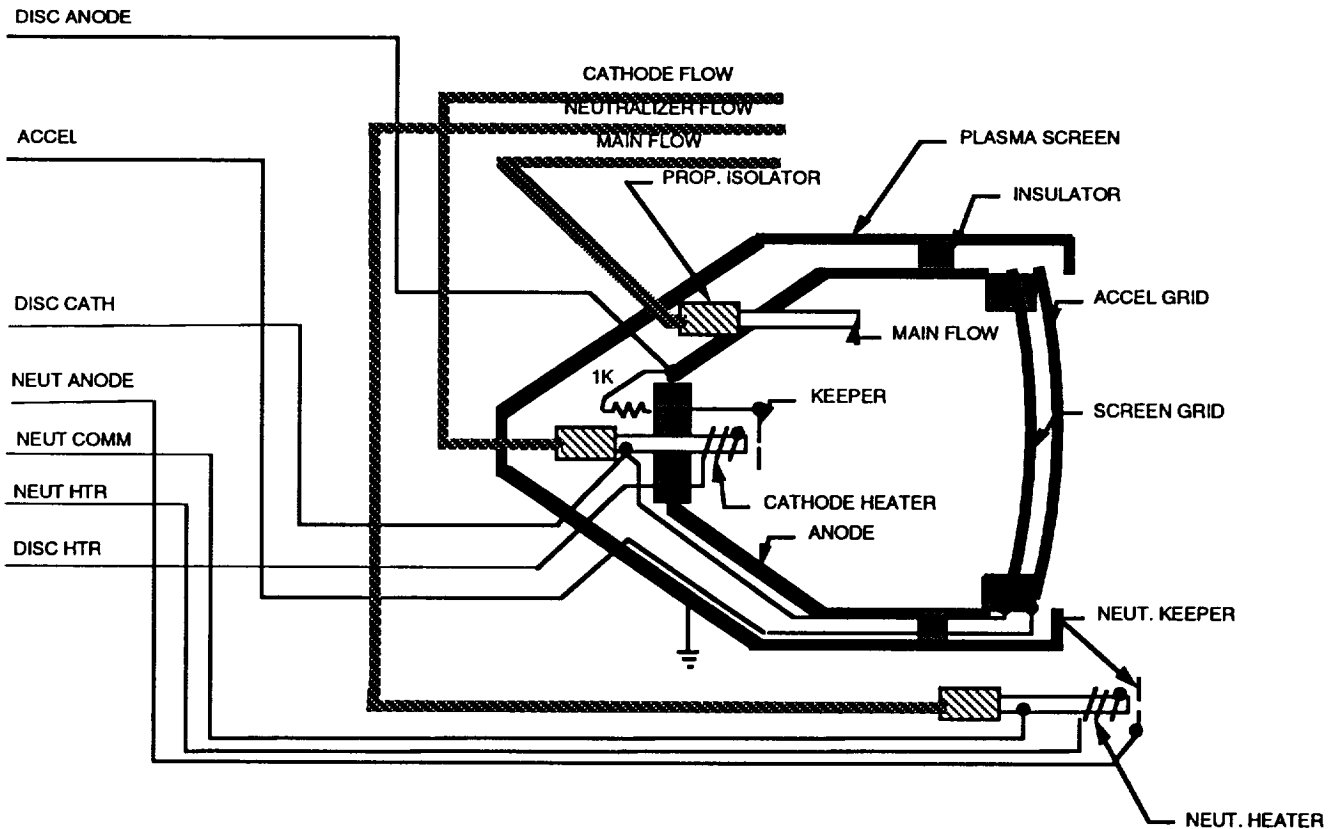 DISC ANODE
CATHODE FLOW
NEUTRALIZER FLOW
ACCEL
MAIN FLOW
PLASMA SCREEN
PROP. ISOLATOR
INSULATOR
DISC CATH
ACCEL GRID
MAIN FLOW
NEUT ANODE
1K
KEEPER
SCREEN GRID
NEUT COMM
NEUT HTR
CATHODE HEATER
ANODE
DISC HTR
NEUT. KEEPER
NEUT. HEATER